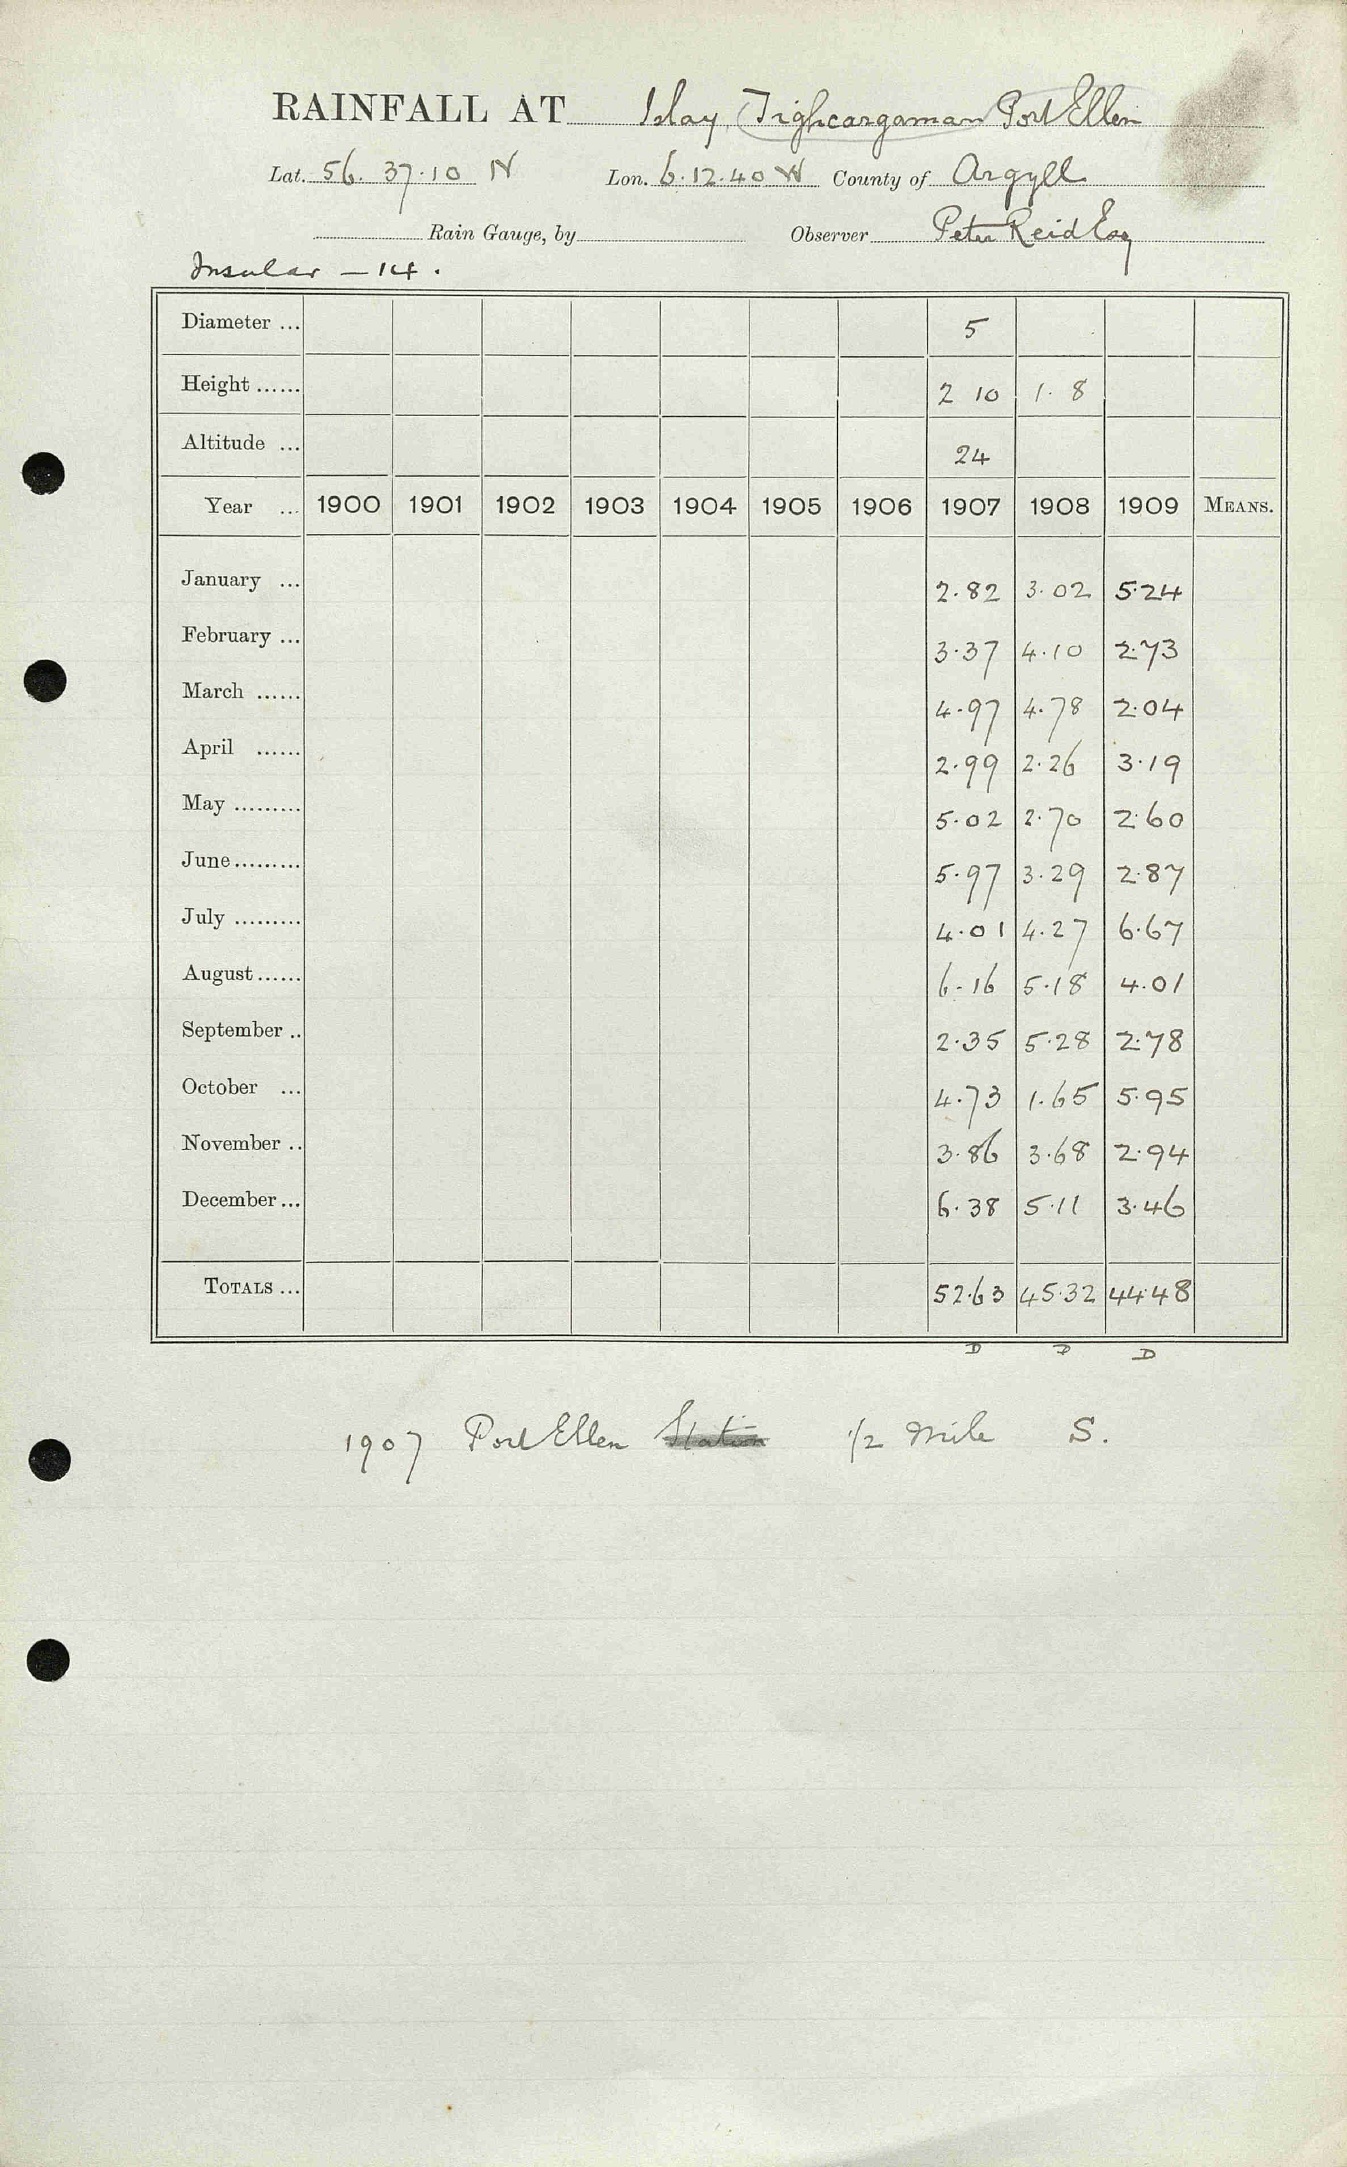 RAINFALL AT Islay, Tighcargaman Port Ellen
Lat. 56. 37. 10 N Lon. 6. 12. 40 W County of Argyll
Rain Gauge, by Observer Peter Reid Esq
Insular — 14.
Diameter ... 5
Height ...... 2 10 1. 8
Altitude ... 24
Year ... 1900 1901 1902 1903 1904 1905 1906 1907 1908 1909 MEANS.
January ... 2.82 3.02 5.24
February ... 3.37 4.10 2.73
March ...... 4.97 4.78 2.04
April ...... 2.99 2.26 3.19
May ......... 5.02 2.70 2.60
June ......... 5.97 3.29 2.87
July ......... 4.01 4.27 6.67
August ...... 6.16 5.18 4.01
September .. 2.35 5.28 2.78
October ... 4.73 1.65 5.95
November .. 3.86 3.68 2.94
December ... 6.38 5.11 3.46
TOTALS ... 52.63 45.32 44.48
D D D
1907 Port Ellen Station 1/2 mile S.